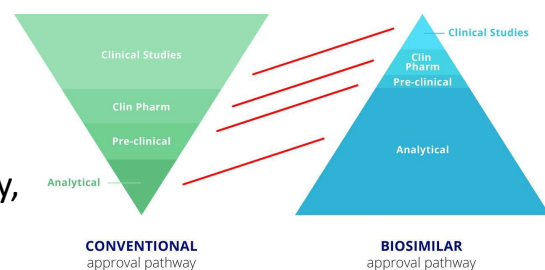 Clinical Studies
Clin Pharm
Pre-clinical
Analytical
Clinical Studies
Clin
Pharm
Pre-clinical
Analytical
y,
CONVENTIONAL
approval pathway
BIOSIMILAR
approval pathway